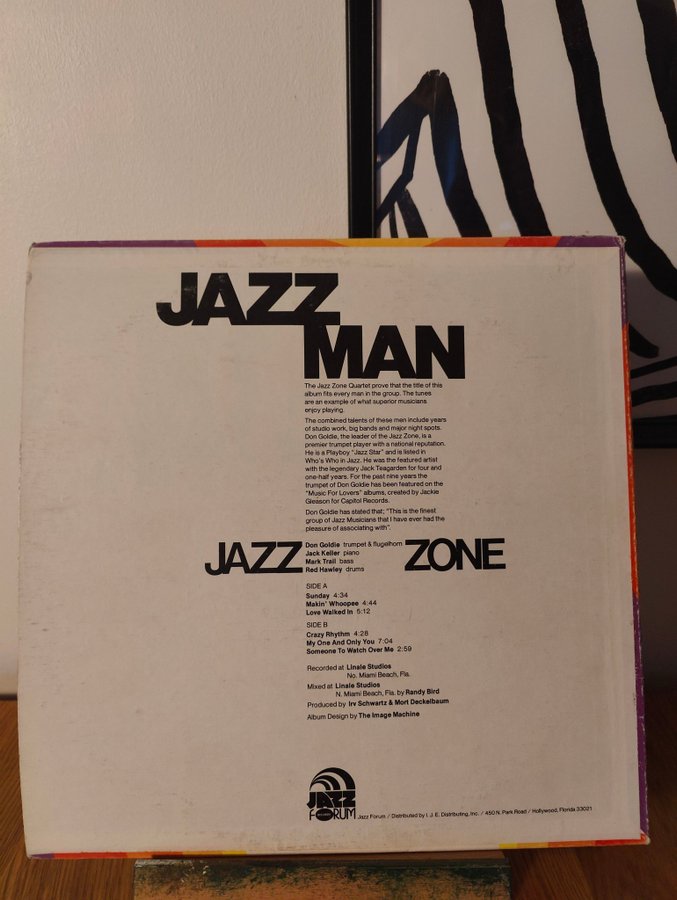 JAZZ
MAN
The Jazz Zone Quartet prove that the title of this
album fits every man in the group. The tunes
are an example of what superior musicians
enjoy playing.
The combined talents of these men include years
of studio work, big bands and major night spots.
Don Goldie, the leader of the Jazz Zone, is a
premier trumpet player with a national reputation.
He is a Playboy "Jazz Star" and is listed in
Who's Who in Jazz. He was the featured artist
with the legendary Jack Teagarden for four and
one-half years. For the past nine years the
trumpet of Don Goldie has been featured on the
"Music For Lovers" albums, created by Jackie
Gleason for Capitol Records.
Don Goldie has stated that; "This is the finest
group of Jazz Musicians that I have ever had the
pleasure of associating with".
JAZZ ZONE
Don Goldie trumpet & flugelhorn
Jack Keller piano
Mark Trail bass
Red Hawley drums
SIDE A
Sunday 4:34
Makin' Whoopee 4:44
Love Walked In 5:12
SIDE B
Crazy Rhythm 4:28
My One And Only You 7:04
Someone To Watch Over Me 2:59
Recorded at Linale Studios
No. Miami Beach, Fla.
Mixed at Linale Studios
N. Miami Beach, Fla. by Randy Bird
Produced by Irv Schwartz & Mort Deckelbaum
Album Design by The Image Machine
JAZZ
FORUM
Jazz Forum / Distributed by I. J. E. Distributing, Inc. / 450 N. Park Road / Hollywood, Florida 33021